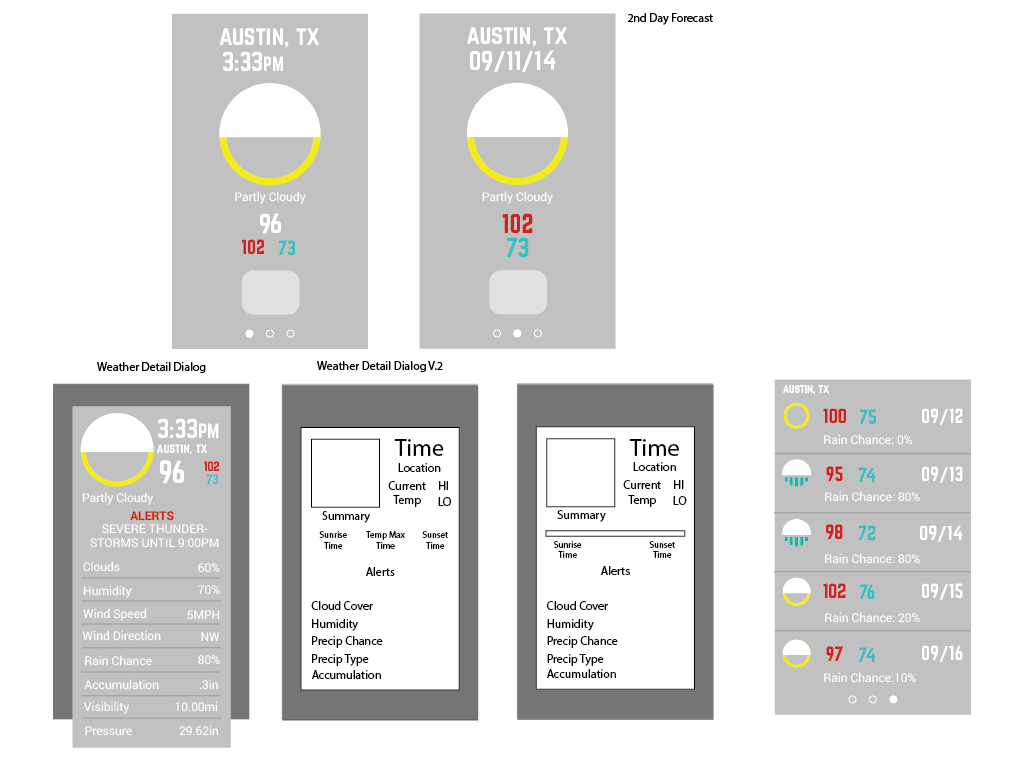 AUSTIN, TX
3:33PM
Partly Cloudy
96
102 73
AUSTIN, TX
09/11/14
Partly Cloudy
102
73
2nd Day Forecast
Weather Detail Dialog
3:33PM
AUSTIN, TX
96
102
73
Partly Cloudy
ALERTS
SEVERE THUNDER-
STORMS UNTIL 9:00PM
Clouds 60%
Humidity 70%
Wind Speed 5MPH
Wind Direction NW
Rain Chance 80%
Accumulation .3in
Visibility 10.00mi
Pressure 29.62in
Weather Detail Dialog V.2
Time
Location
Current HI
Temp LO
Summary
Sunrise Temp Max Sunset
Time Time Time
Alerts
Cloud Cover
Humidity
Precip Chance
Precip Type
Accumulation
Time
Location
Current HI
Temp LO
Summary
Sunrise Sunset
Time Time
Alerts
Cloud Cover
Humidity
Precip Chance
Precip Type
Accumulation
AUSTIN, TX
100 75 09/12
Rain Chance: 0%
95 74 09/13
Rain Chance: 80%
98 72 09/14
Rain Chance: 80%
102 76 09/15
Rain Chance: 20%
97 74 09/16
Rain Chance:10%